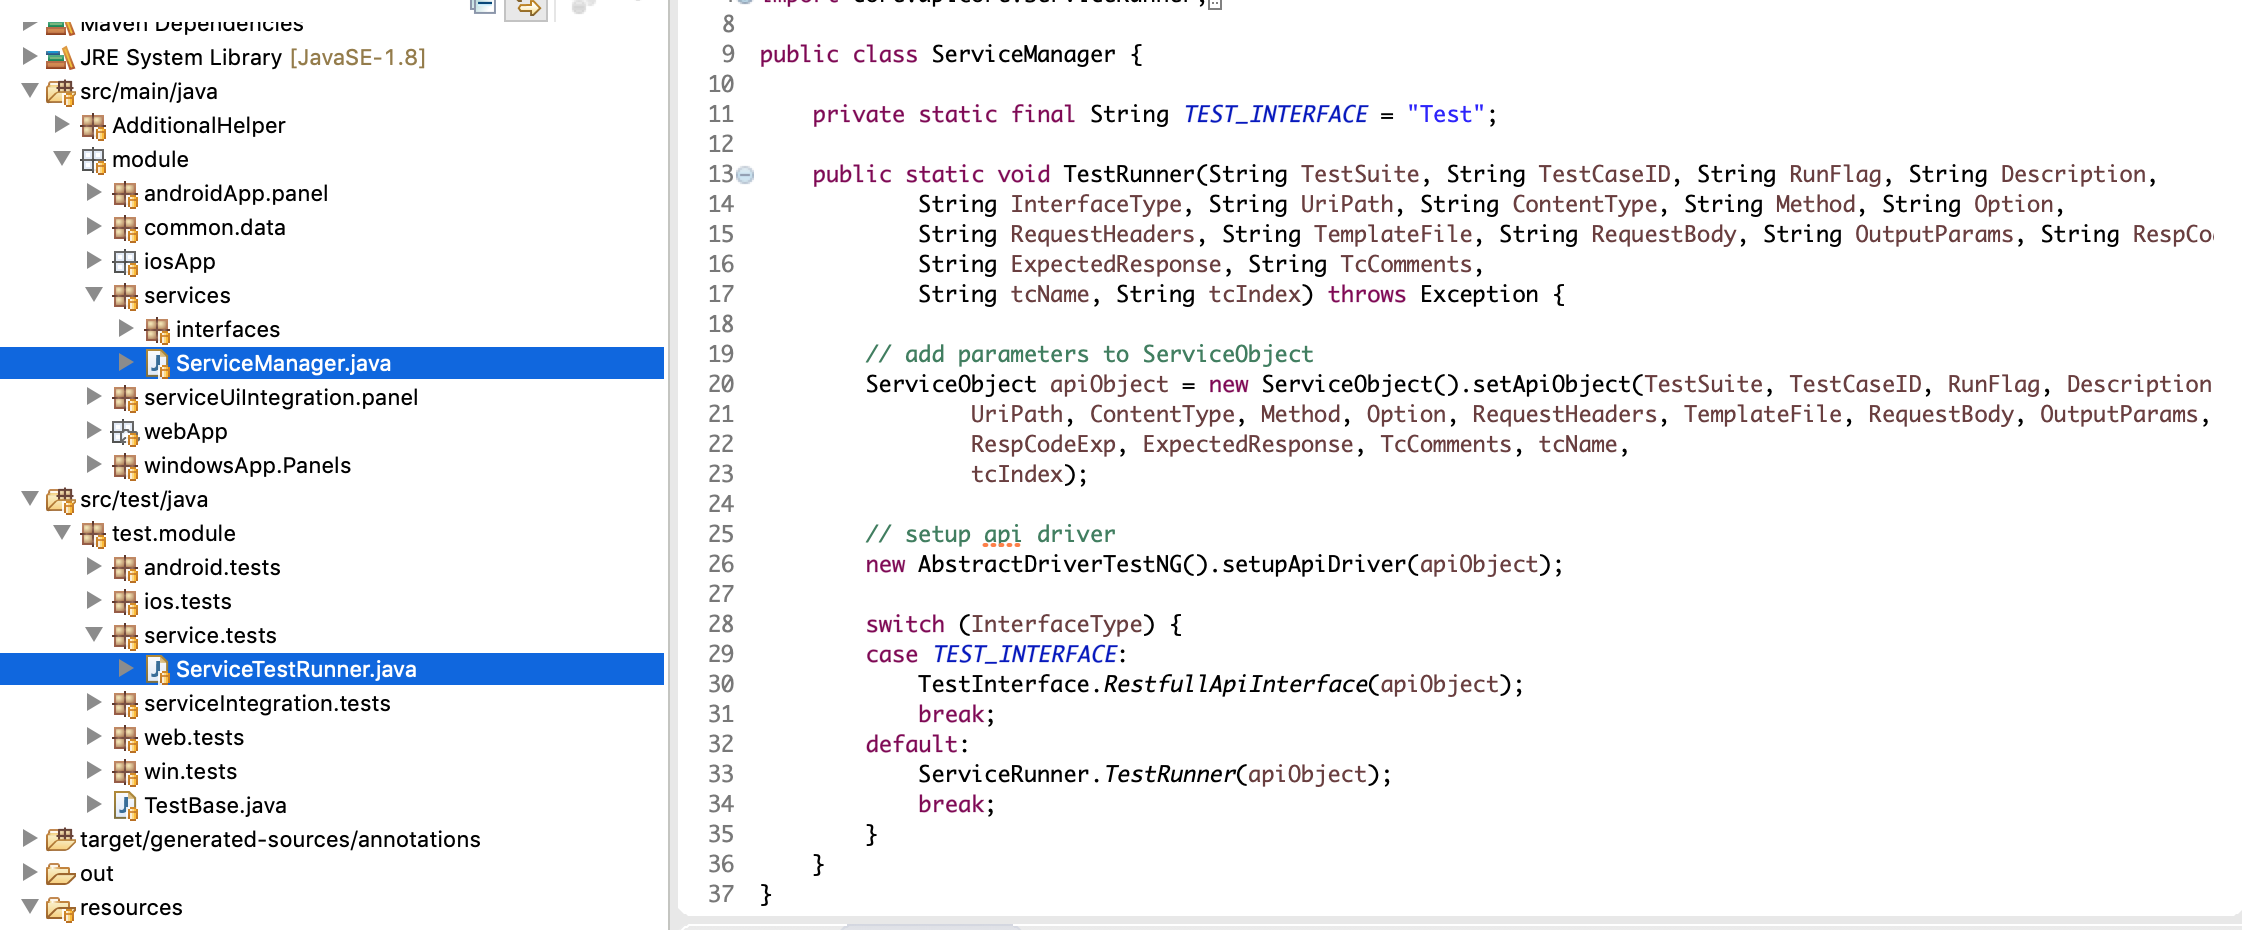 Maven Dependencies
JRE System Library [JavaSE-1.8]
src/main/java
AdditionalHelper
module
androidApp.panel
common.data
iosApp
services
interfaces
ServiceManager.java
serviceUiIntegration.panel
webApp
windowsApp.Panels
src/test/java
test.module
android.tests
ios.tests
service.tests
ServiceTestRunner.java
serviceIntegration.tests
web.tests
win.tests
TestBase.java
target/generated-sources/annotations
out
resources
8
9 public class ServiceManager {
10
11 private static final String TEST_INTERFACE = "Test";
12
13 public static void TestRunner(String TestSuite, String TestCaseID, String RunFlag, String Description,
14 String InterfaceType, String UriPath, String ContentType, String Method, String Option,
15 String RequestHeaders, String TemplateFile, String RequestBody, String OutputParams, String RespCo
16 String ExpectedResponse, String TcComments,
17 String tcName, String tcIndex) throws Exception {
18
19 // add parameters to ServiceObject
20 ServiceObject apiObject = new ServiceObject().setApiObject(TestSuite, TestCaseID, RunFlag, Description
21 UriPath, ContentType, Method, Option, RequestHeaders, TemplateFile, RequestBody, OutputParams,
22 RespCodeExp, ExpectedResponse, TcComments, tcName,
23 tcIndex);
24
25 // setup api driver
26 new AbstractDriverTestNG().setupApiDriver(apiObject);
27
28 switch (InterfaceType) {
29 case TEST_INTERFACE:
30 TestInterface.RestfullApiInterface(apiObject);
31 break;
32 default:
33 ServiceRunner.TestRunner(apiObject);
34 break;
35 }
36 }
37 }